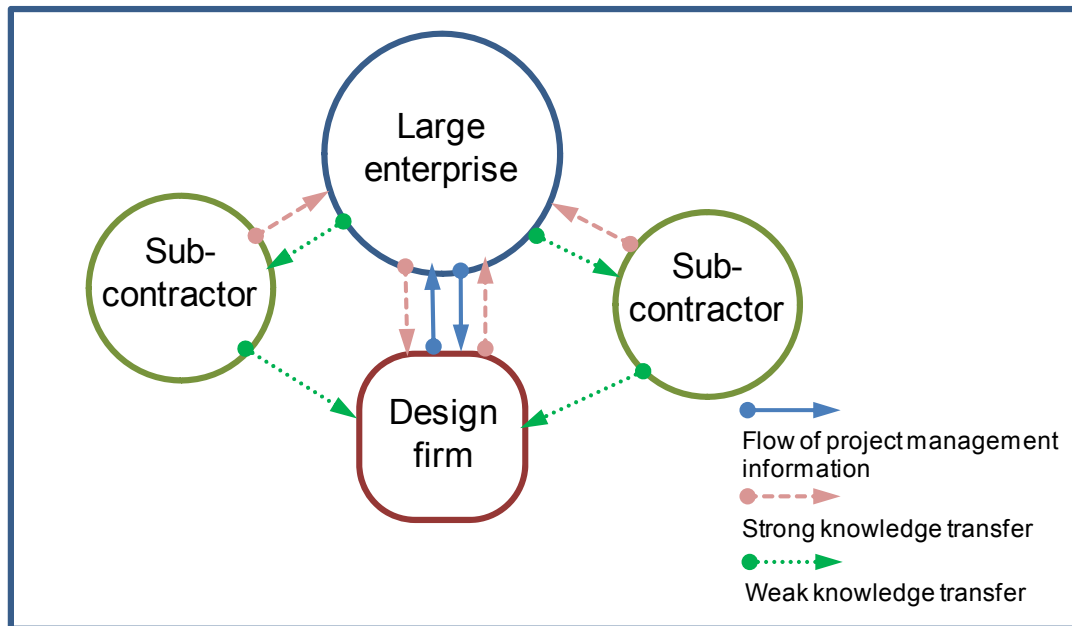 Large
enterprise
Sub-
contractor
Sub-
contractor
Design
firm
Flow of project management
information
Strong knowledge transfer
Weak knowledge transfer